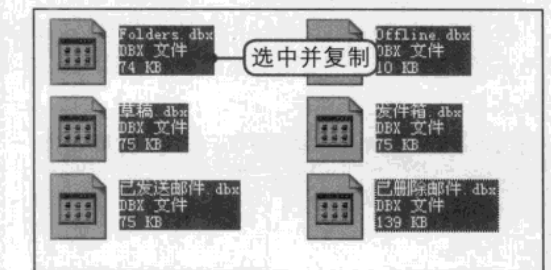 Folders.dbx
DBX 文件
74 KB
选中并复制
Offline.dbx
DBX 文件
10 KB
草稿.dbx
DBX 文件
75 KB
发件箱.dbx
DBX 文件
75 KB
已发送邮件.dbx
DBX 文件
75 KB
已删除邮件.dbx
DBX 文件
139 KB